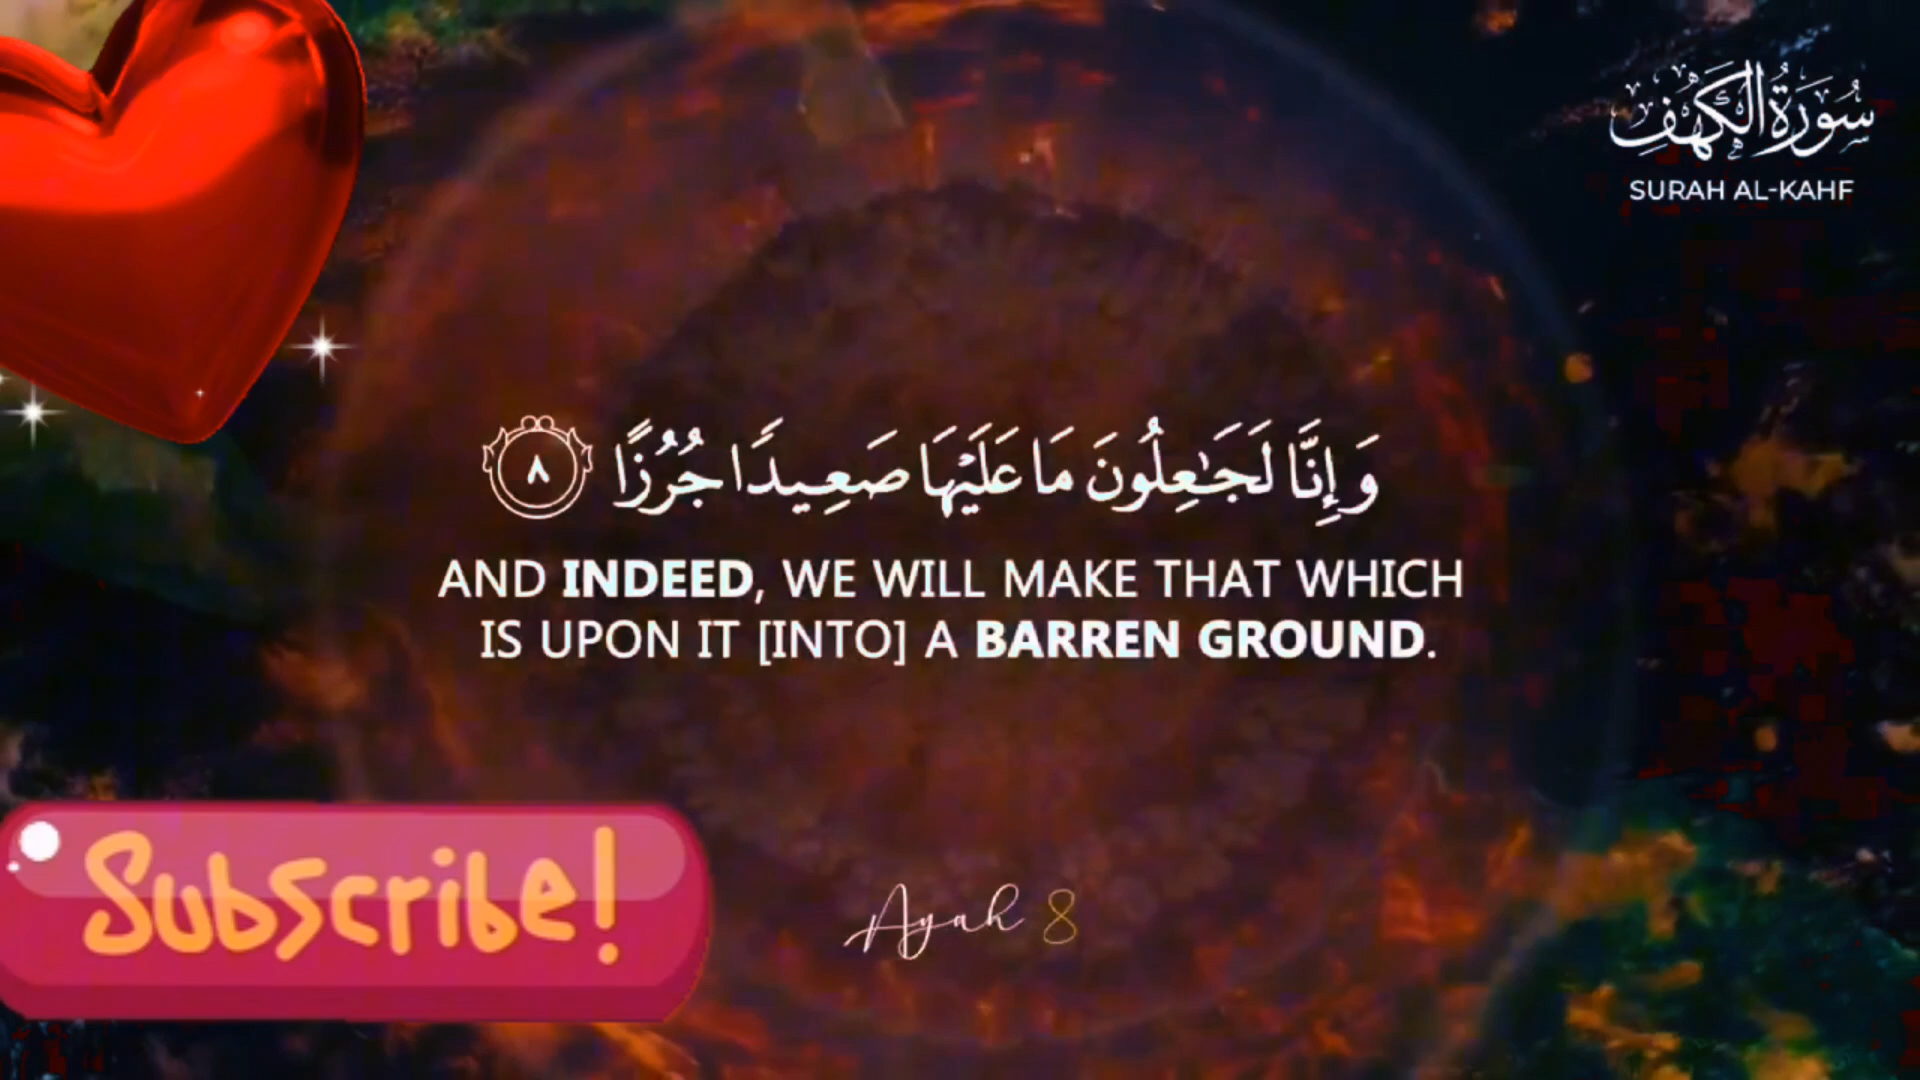 سُورَةُ الكَهْفِ
SURAH AL-KAHF
وَإِنَّا لَجَٰعِلُونَ مَا عَلَيْهَا صَعِيدًا جُرُزًا ٨
AND INDEED, WE WILL MAKE THAT WHICH
IS UPON IT [INTO] A BARREN GROUND.
Subscribe!
Ayah 8